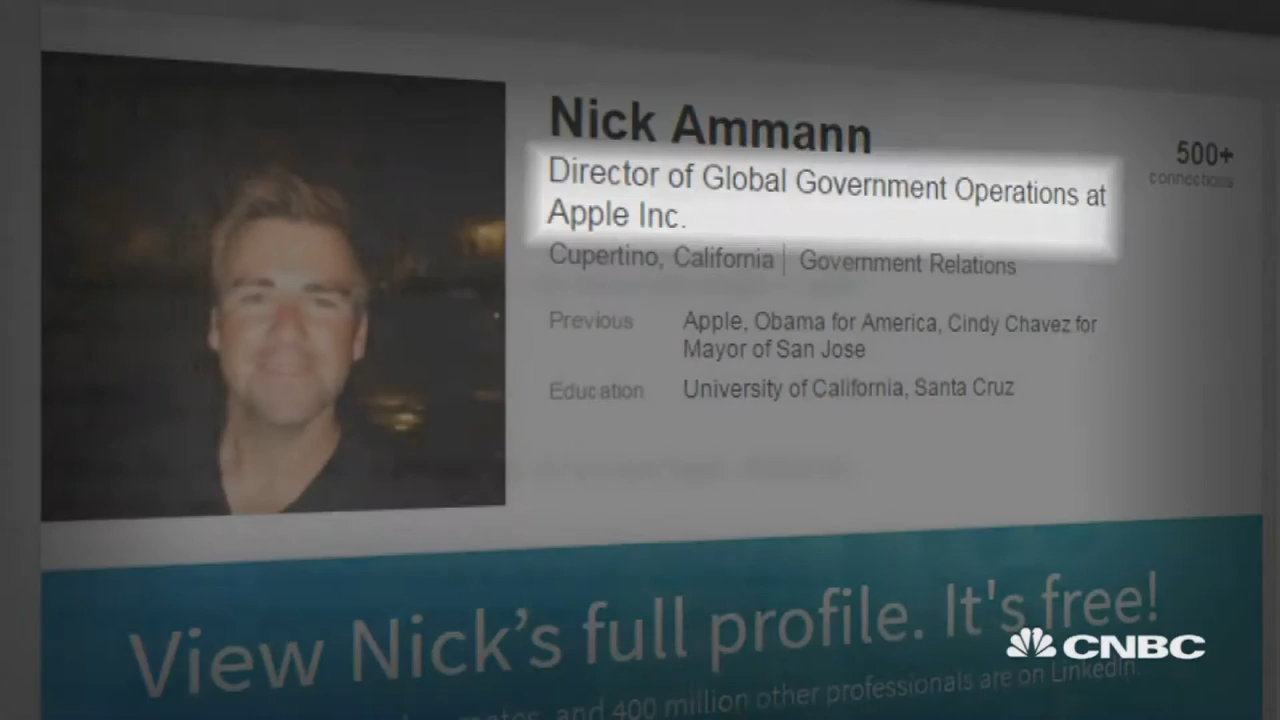 Nick Ammann
500+
connections
Director of Global Government Operations at
Apple Inc.
Cupertino, California | Government Relations
Previous Apple, Obama for America, Cindy Chavez for
Mayor of San Jose
Education University of California, Santa Cruz
View Nick's full profile. It's free!
and 400 million other professionals are on LinkedIn.
CNBC